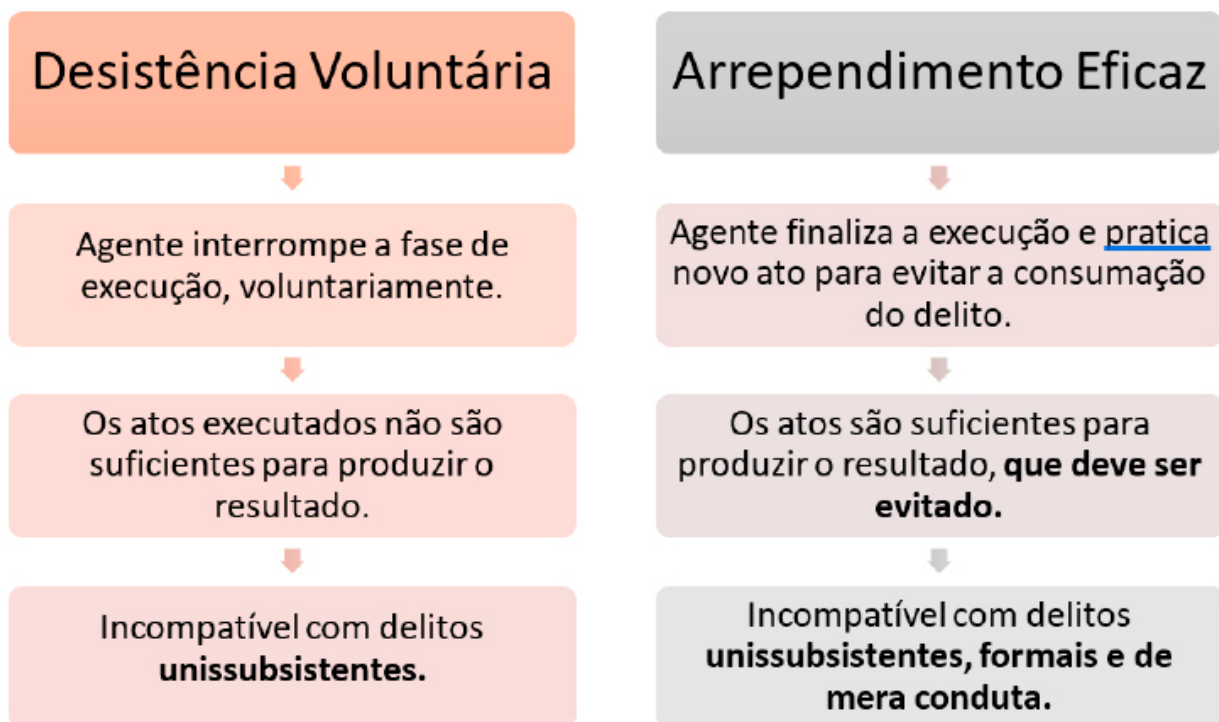 Desistência Voluntária
Agente interrompe a fase de
execução, voluntariamente.
Os atos executados não são
suficientes para produzir o
resultado.
Incompatível com delitos
unissubsistentes.
Arrependimento Eficaz
Agente finaliza a execução e pratica
novo ato para evitar a consumação
do delito.
Os atos são suficientes para
produzir o resultado, que deve ser
evitado.
Incompatível com delitos
unissubsistentes, formais e de
mera conduta.